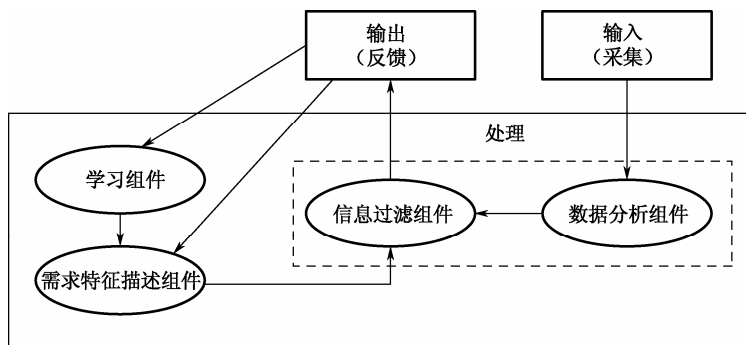 输出
（反馈）
输入
（采集）
处理
学习组件
信息过滤组件
数据分析组件
需求特征描述组件